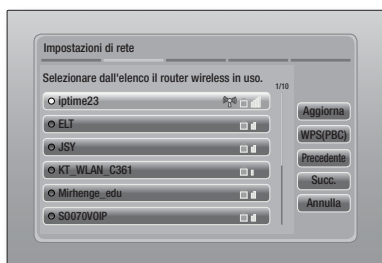 Impostazioni di rete
Selezionare dall'elenco il router wireless in uso.
1/10
iptime23
ELT
JSY
KT_WLAN_C361
Mirhenge_edu
SO070VOIP
Aggiorna
WPS(PBC)
Precedente
Succ.
Annulla